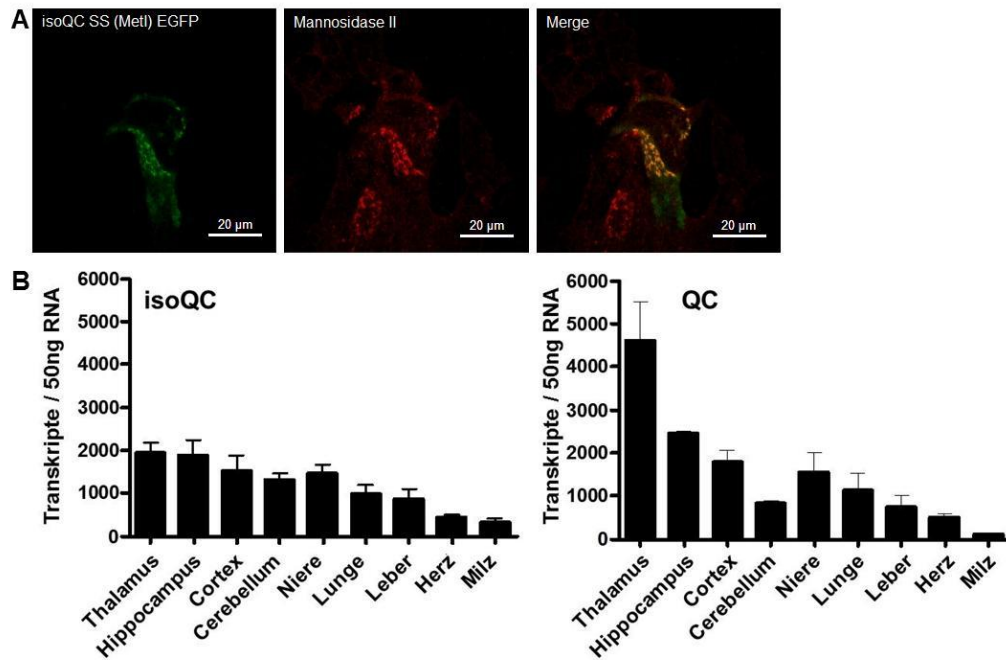 A
isoQC SS (MetI) EGFP
Mannosidase II
Merge
20 µm
20 µm
20 µm
B
isoQC
Transkripte / 50ng RNA
6000
5000
4000
3000
2000
1000
0
Thalamus
Hippocampus
Cortex
Cerebellum
Niere
Lunge
Leber
Herz
Milz
QC
Transkripte / 50ng RNA
6000
5000
4000
3000
2000
1000
0
Thalamus
Hippocampus
Cortex
Cerebellum
Niere
Lunge
Leber
Herz
Milz